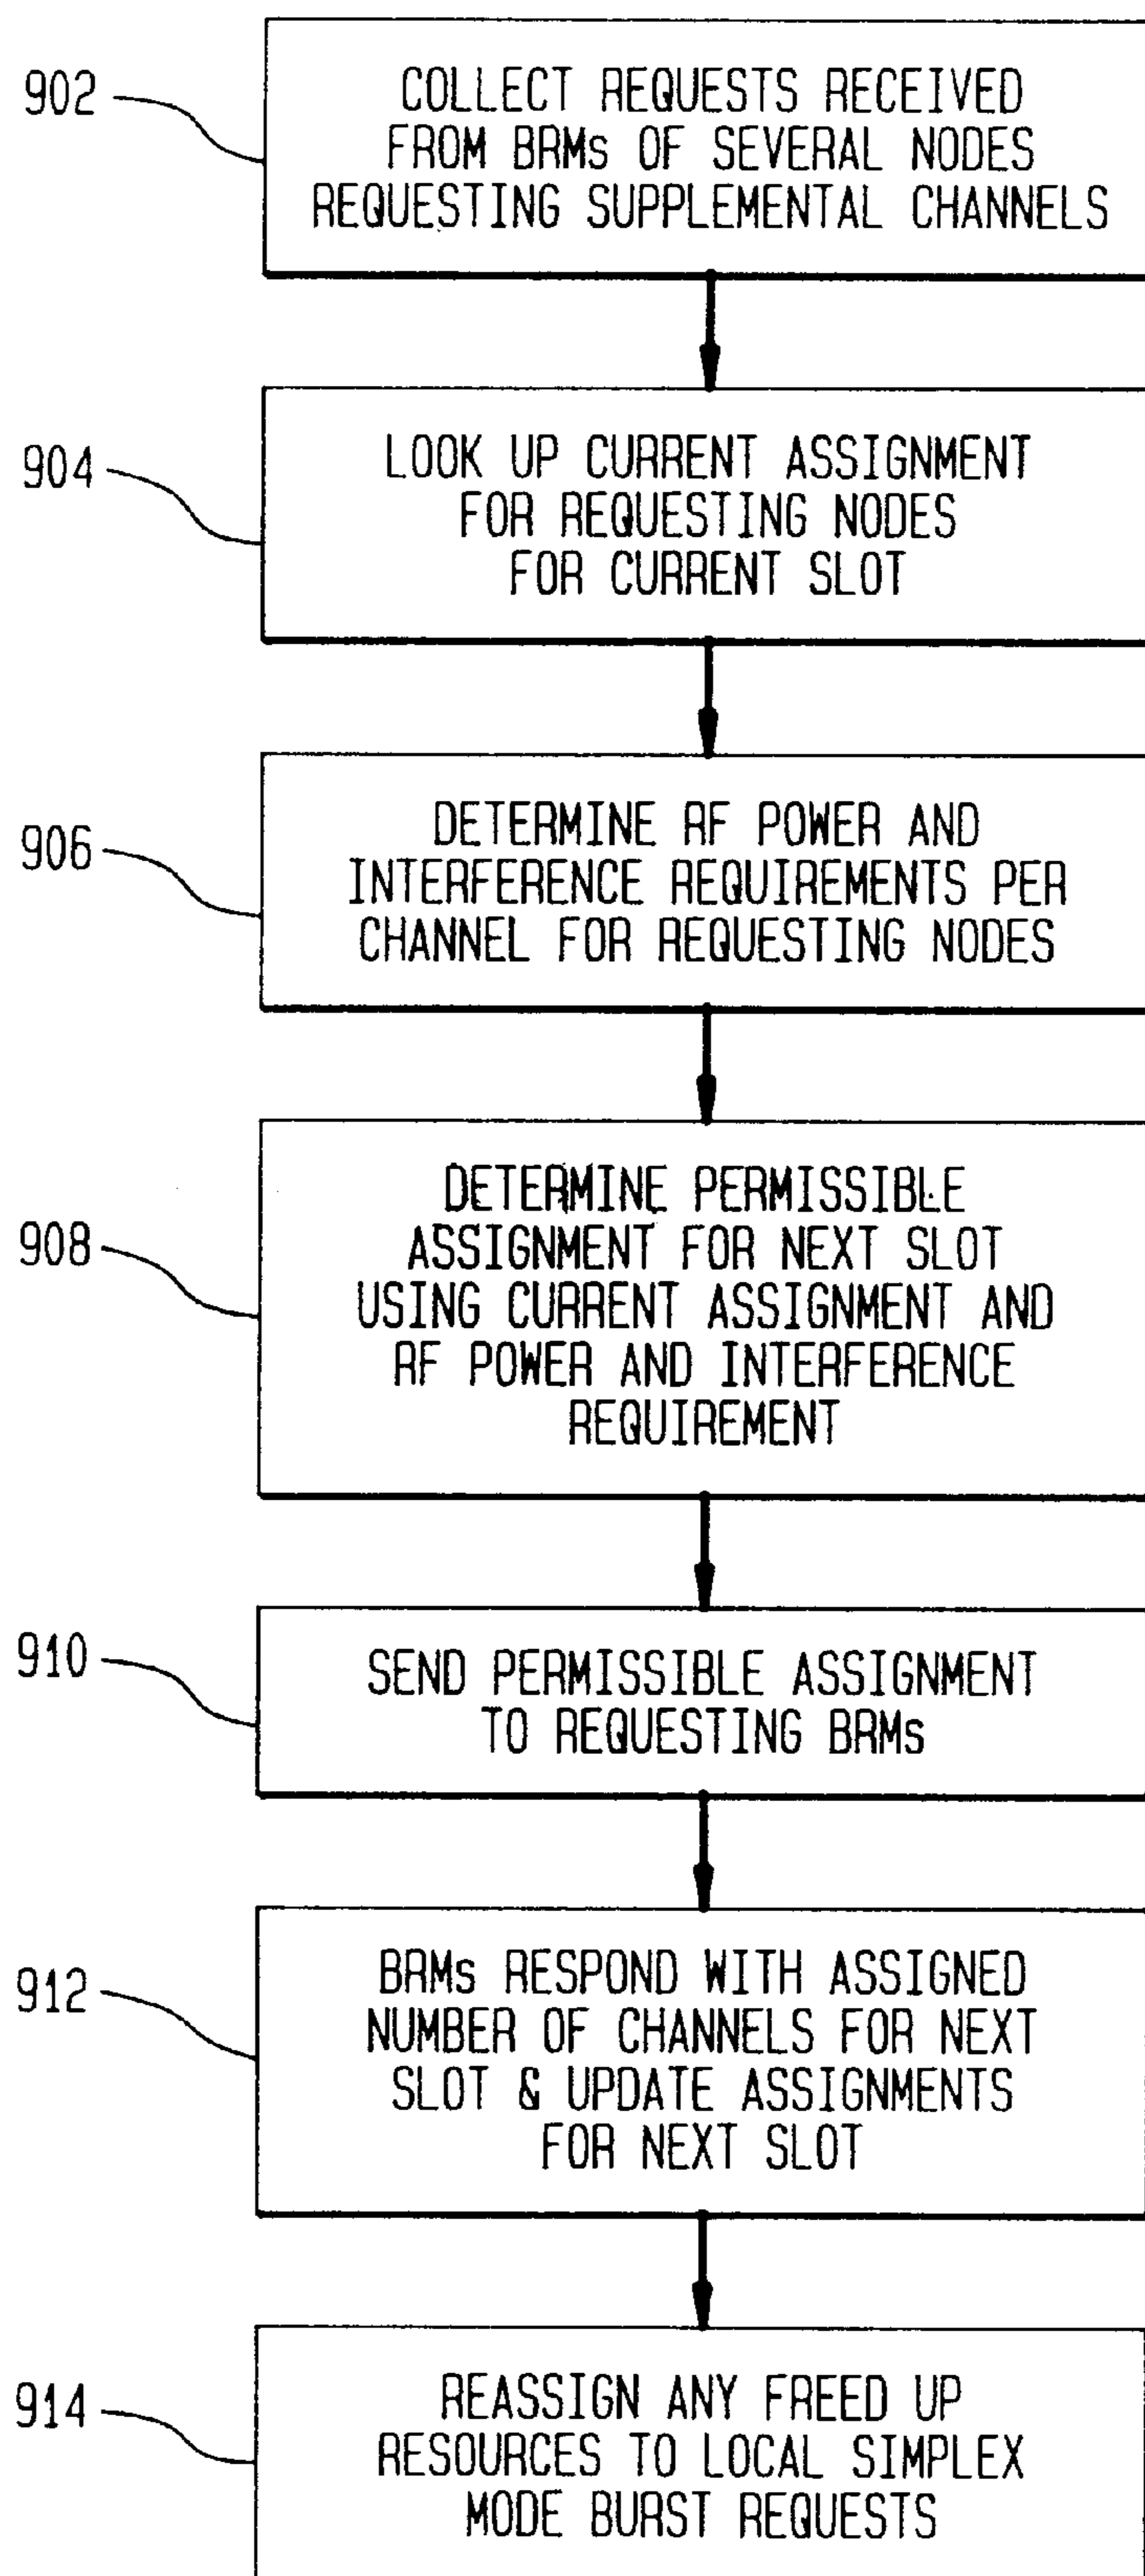 902
COLLECT REQUESTS RECEIVED
FROM BRMs OF SEVERAL NODES
REQUESTING SUPPLEMENTAL CHANNELS
904
LOOK UP CURRENT ASSIGNMENT
FOR REQUESTING NODES
FOR CURRENT SLOT
906
DETERMINE RF POWER AND
INTERFERENCE REQUIREMENTS PER
CHANNEL FOR REQUESTING NODES
908
DETERMINE PERMISSIBLE
ASSIGNMENT FOR NEXT SLOT
USING CURRENT ASSIGNMENT AND
RF POWER AND INTERFERENCE
REQUIREMENT
910
SEND PERMISSIBLE ASSIGNMENT
TO REQUESTING BRMs
912
BRMs RESPOND WITH ASSIGNED
NUMBER OF CHANNELS FOR NEXT
SLOT & UPDATE ASSIGNMENTS
FOR NEXT SLOT
914
REASSIGN ANY FREED UP
RESOURCES TO LOCAL SIMPLEX
MODE BURST REQUESTS